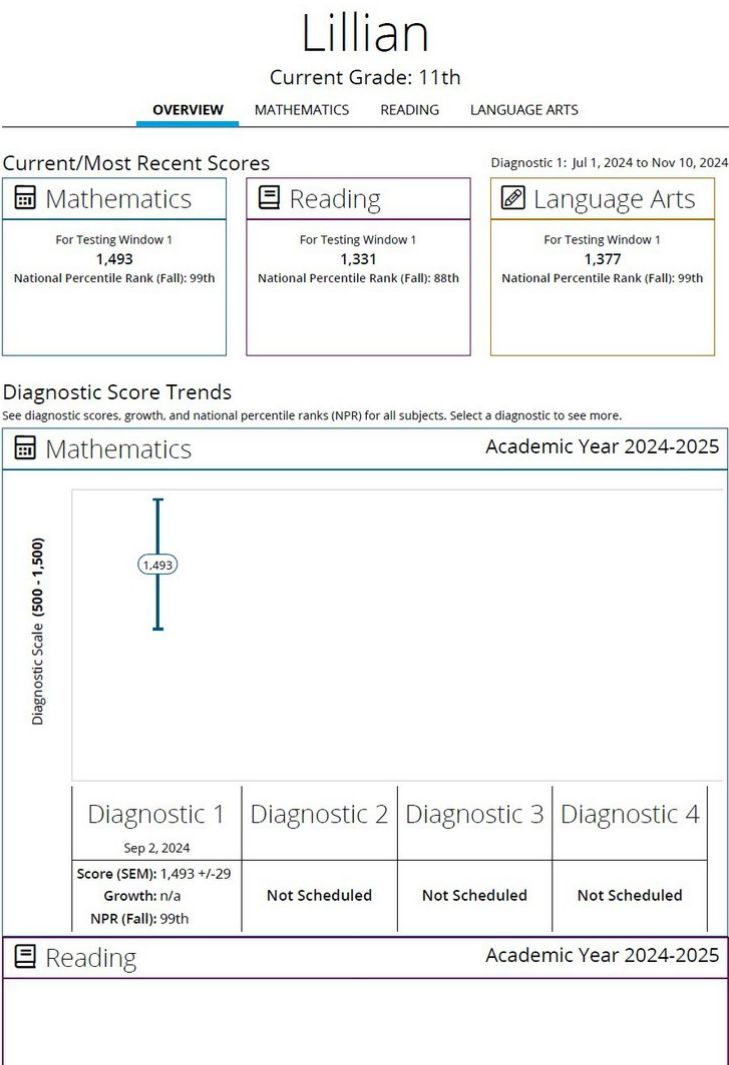 Lillian
Current Grade: 11th
OVERVIEW MATHEMATICS READING LANGUAGE ARTS
Current/Most Recent Scores
Diagnostic 1: Jul 1, 2024 to Nov 10, 2024
Mathematics
For Testing Window 1
1,493
National Percentile Rank (Fall): 99th
Reading
For Testing Window 1
1,331
National Percentile Rank (Fall): 88th
Language Arts
For Testing Window 1
1,377
National Percentile Rank (Fall): 99th
Diagnostic Score Trends
See diagnostic scores, growth, and national percentile ranks (NPR) for all subjects. Select a diagnostic to see more.
Mathematics
Academic Year 2024-2025
Diagnostic Scale (500 - 1,500)
1,493
Diagnostic 1
Sep 2, 2024
Score (SEM): 1,493 +/-29
Growth: n/a
NPR (Fall): 99th
Diagnostic 2
Not Scheduled
Diagnostic 3
Not Scheduled
Diagnostic 4
Not Scheduled
Reading
Academic Year 2024-2025